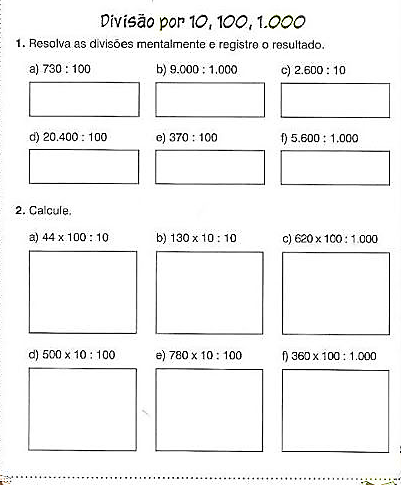 Divisão por 10, 100, 1.000
1. Resolva as divisões mentalmente e registre o resultado.
a) 730 : 100 b) 9.000 : 1.000 c) 2.600 : 10
d) 20.400 : 100 e) 370 : 100 f) 5.600 : 1.000
2. Calcule.
a) 44 x 100 : 10 b) 130 x 10 : 10 c) 620 x 100 : 1.000
d) 500 x 10 : 100 e) 780 x 10 : 100 f) 360 x 100 : 1.000